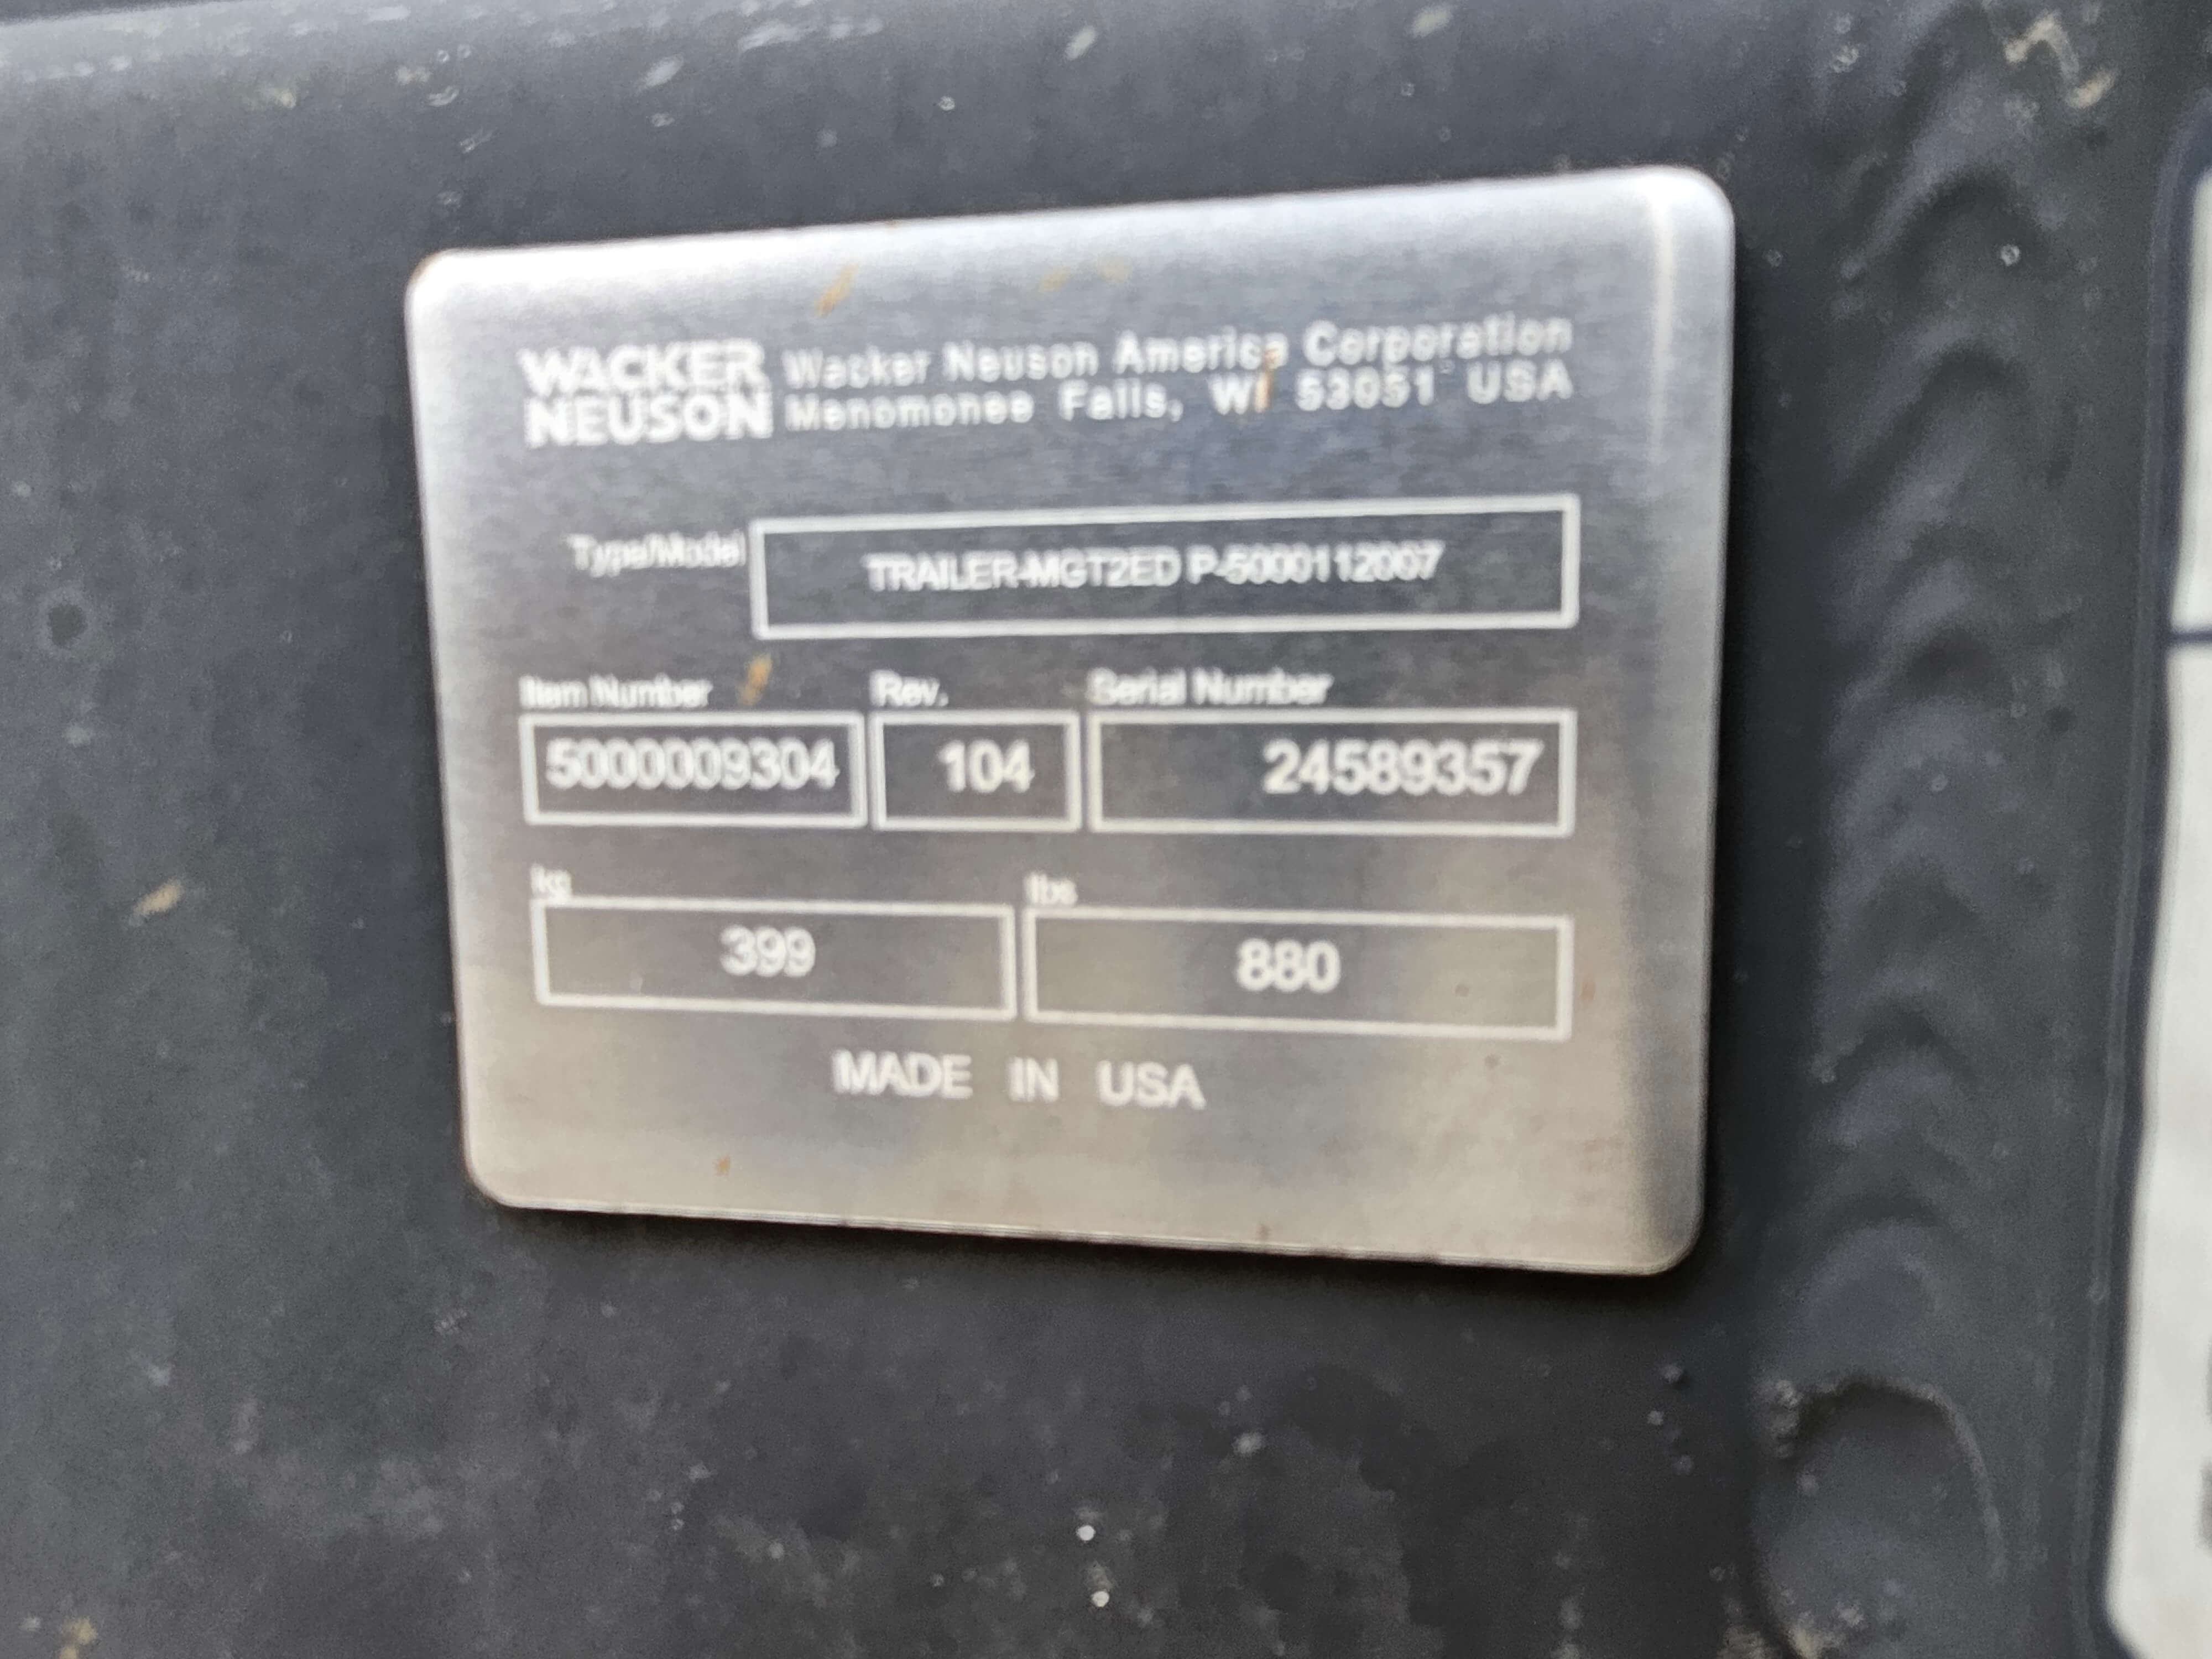 WACKER
NEUSON
Wacker Neuson America Corporation
Menomonee Falls, WI 53051 USA
Type/Model
TRAILER-MGT2ED
Item Number Rev. Serial Number
5000009304 104 24589357
kg lbs
399 880
MADE IN USA